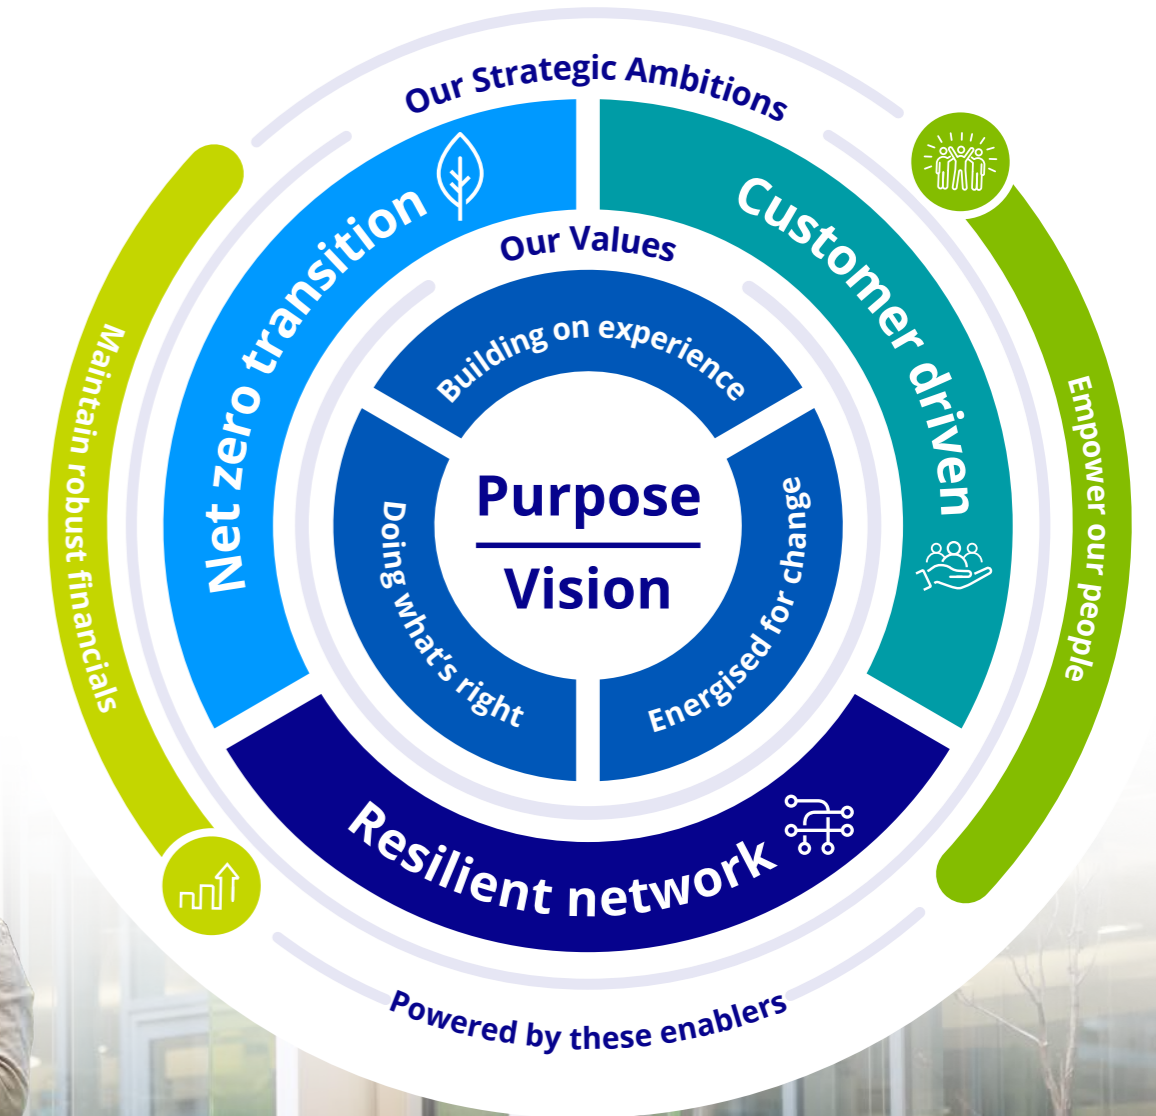 Our Strategic Ambitions
Net zero transition
Customer driven
Resilient network
Our Values
Building on experience
Doing what's right
Energised for change
Purpose
Vision
Maintain robust financials
Empower our people
Powered by these enablers